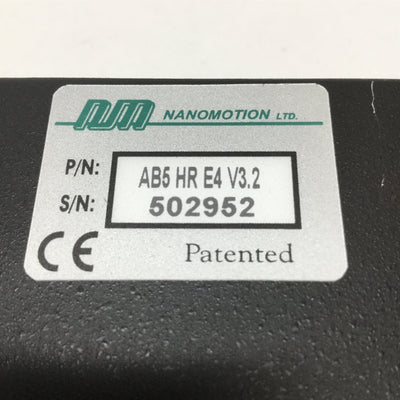 nm NANOMOTION LTD.
P/N: AB5 HR E4 V3.2
S/N: 502952
CE Patented